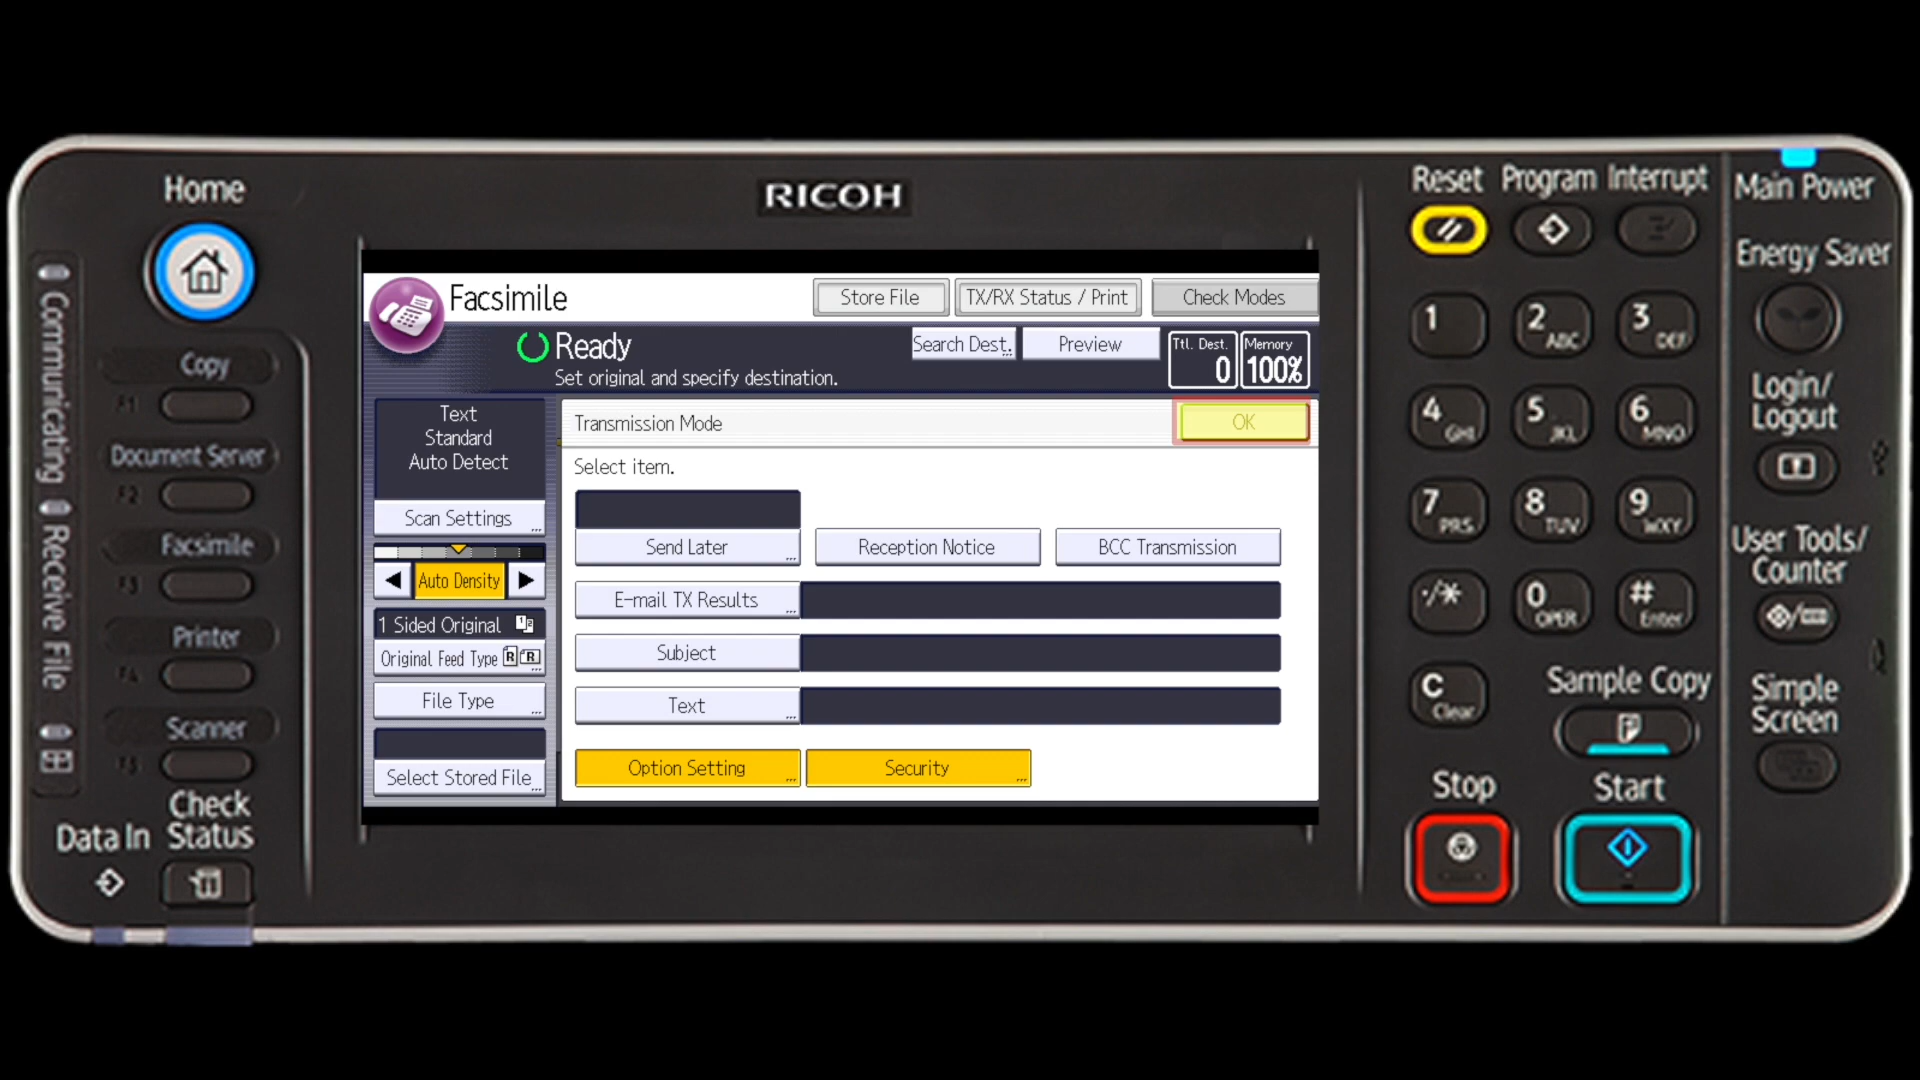 Home
RICOH
Reset Program Interrupt
Main Power
Energy Saver
Communicating
Receive File
Copy
F1
Document Server
F2
Facsimile
F3
Printer
F4
Scanner
F5
Data In
Check
Status
Facsimile
Store File
TX/RX Status / Print
Check Modes
Ready
Set original and specify destination.
Search Dest.
Preview
Ttl. Dest.
0
Memory
100%
Text
Standard
Auto Detect
Scan Settings
Auto Density
1 Sided Original
Original Feed Type
File Type
Select Stored File
Transmission Mode
OK
Select item.
Send Later
Reception Notice
BCC Transmission
E-mail TX Results
Subject
Text
Option Setting
Security
1
2 ABC
3 DEF
4 GHI
5 JKL
6 MNO
7 PRS
8 TUV
9 WXY
·/*
0 OPER
# Enter
C Clear
Login/
Logout
User Tools/
Counter
Simple
Screen
Sample Copy
Stop
Start